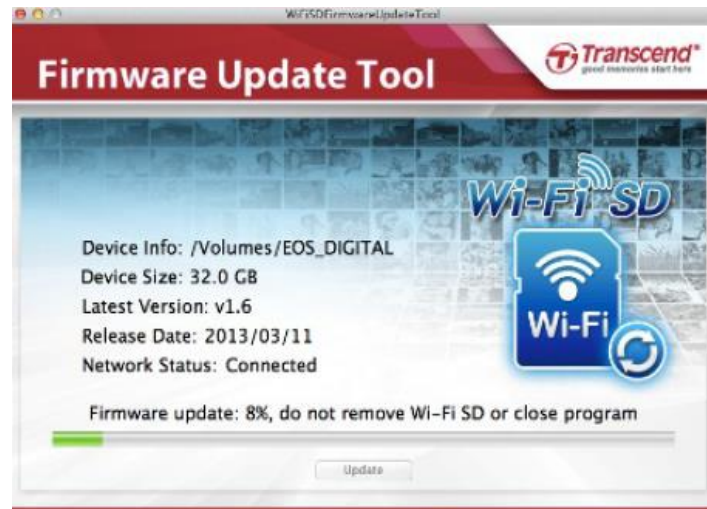 WiFiSDFirmwareUpdateTool
Firmware Update Tool
Transcend®
good memories start here
Wi-Fi SD
Device Info: /Volumes/EOS_DIGITAL
Device Size: 32.0 GB
Latest Version: v1.6
Release Date: 2013/03/11
Network Status: Connected
Wi-Fi
Firmware update: 8%, do not remove Wi-Fi SD or close program
Update